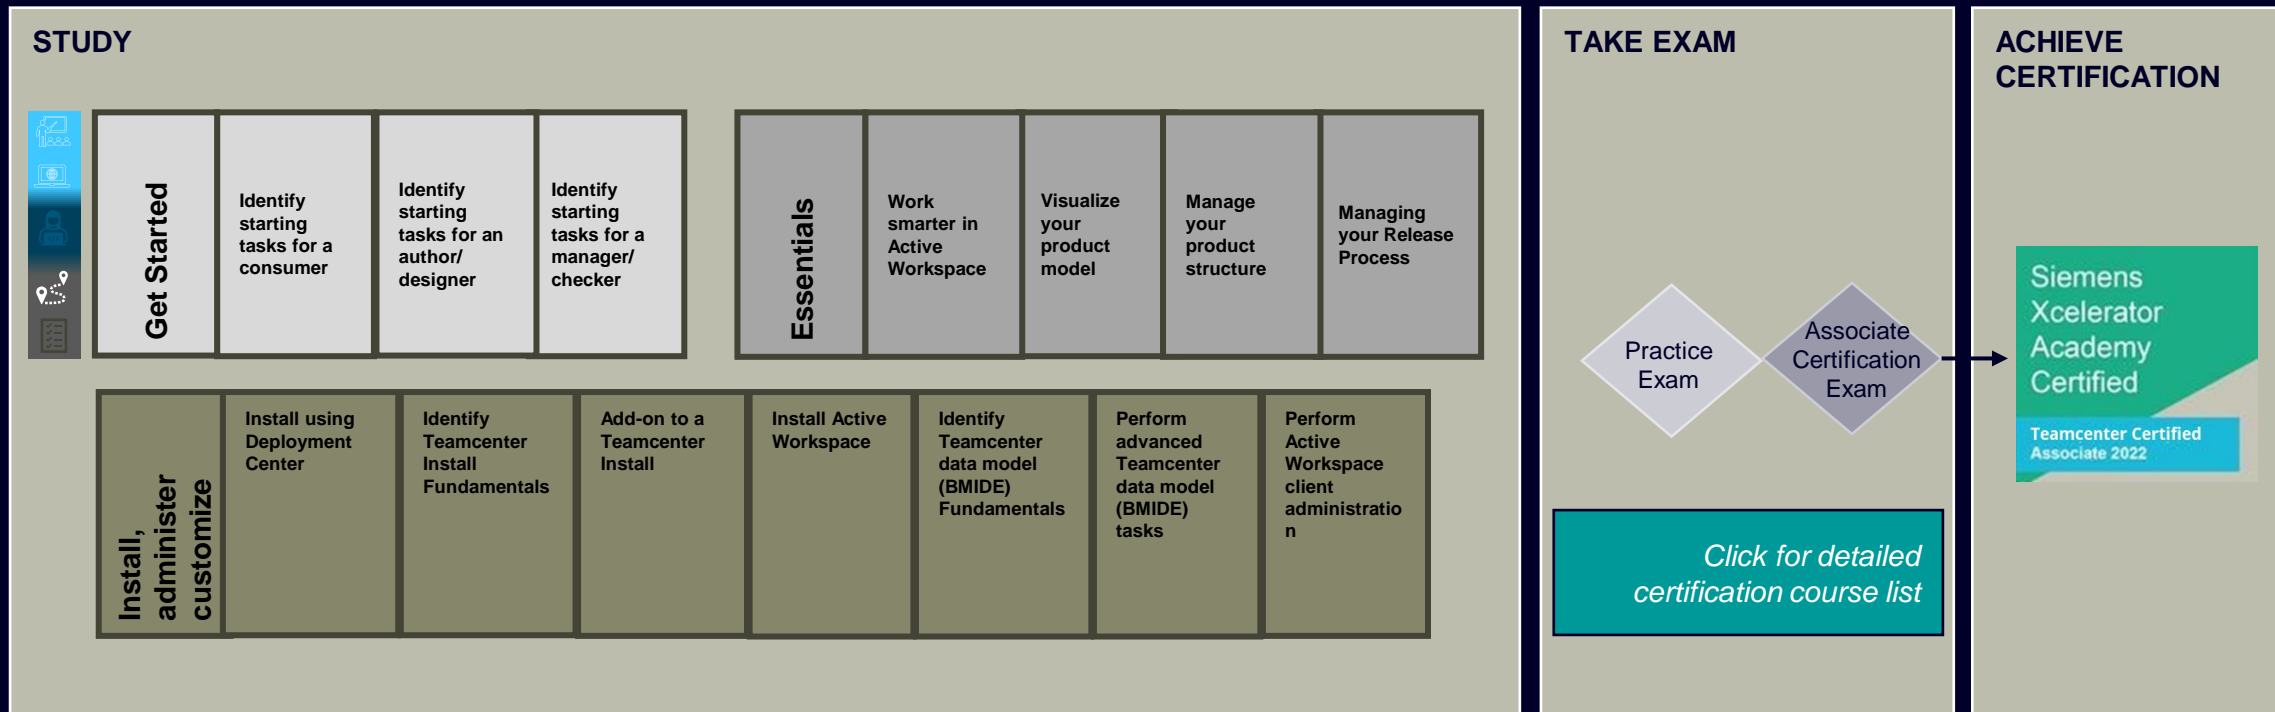 STUDY
Get Started
Identify
starting
tasks for a
consumer
Identify
starting
tasks for an
author/
designer
Identify
starting
tasks for a
manager/
checker
Essentials
Work
smarter in
Active
Workspace
Visualize
your
product
model
Manage
your
product
structure
Managing
your Release
Process
Install,
administer
customize
Install using
Deployment
Center
Identify
Teamcenter
Install
Fundamentals
Add-on to a
Teamcenter
Install
Install Active
Workspace
Identify
Teamcenter
data model
(BMIDE)
Fundamentals
Perform
advanced
Teamcenter
data model
(BMIDE)
tasks
Perform
Active
Workspace
client
administratio
n
TAKE EXAM
Practice
Exam
Associate
Certification
Exam
Click for detailed
certification course list
ACHIEVE
CERTIFICATION
Siemens
Xcelerator
Academy
Certified
Teamcenter Certified
Associate 2022